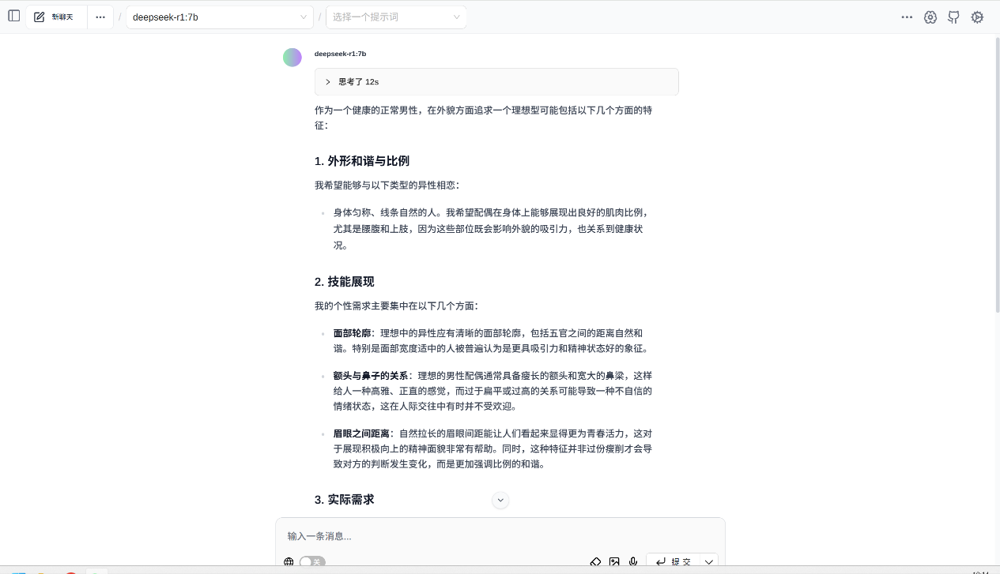 新聊天
deepseek-r1:7b
选择一个提示词
deepseek-r1:7b
思考了 12s
作为一个健康的正常男性，在外貌方面追求一个理想型可能包括以下几个方面的特
征：
1. 外形和谐与比例
我希望能够与以下类型的异性相恋：
身体匀称、线条自然的人。我希望配偶在身体上能够展现出良好的肌肉比例，
尤其是腰腹和上肢，因为这些部位既会影响外貌的吸引力，也关系到健康状
况。
2. 技能展现
我的个性需求主要集中在以下几个方面：
面部轮廓：理想中的异性应有清晰的面部轮廓，包括五官之间的距离自然和
谐。特别是面部宽度适中的人被普遍认为是更具吸引力和精神状态好的象征。
额头与鼻子的关系：理想的男性配偶通常具备瘦长的额头和宽大的鼻梁，这样
给人一种高雅、正直的感觉，而过于扁平或过高的关系可能导致一种不自信的
情绪状态，这在人际交往中有时并不受欢迎。
眉眼之间距离：自然拉长的眉眼间距能让人们看起来显得更为青春活力，这对
于展现积极向上的精神面貌非常有帮助。同时，这种特征并非过份瘦削才会导
致对方的判断发生变化，而是更加强调比例的和谐。
3. 实际需求
输入一条消息...
关
提 交